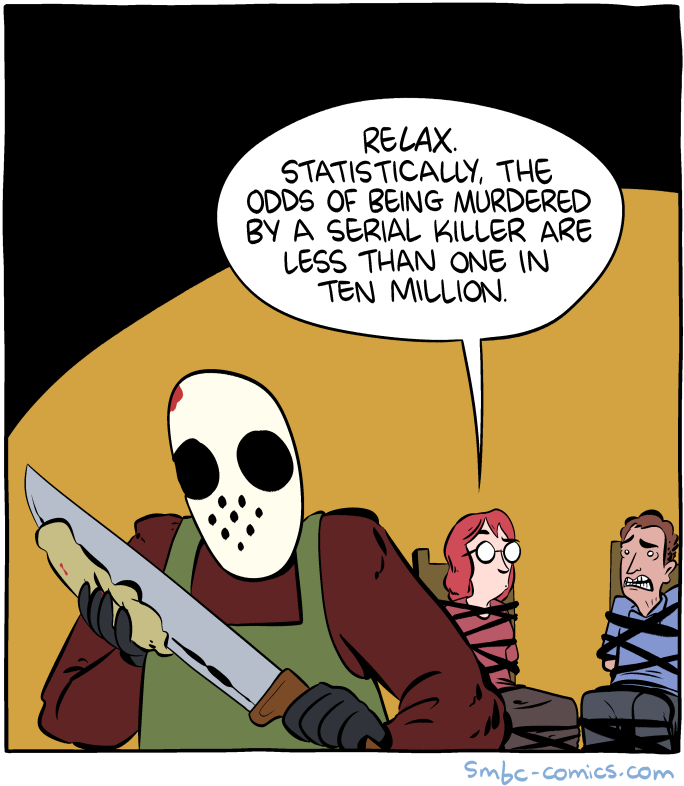 RELAX.
STATISTICALLY, THE
ODDS OF BEING MURDERED
BY A SERIAL KILLER ARE
LESS THAN ONE IN
TEN MILLION.
smbc-comics.com